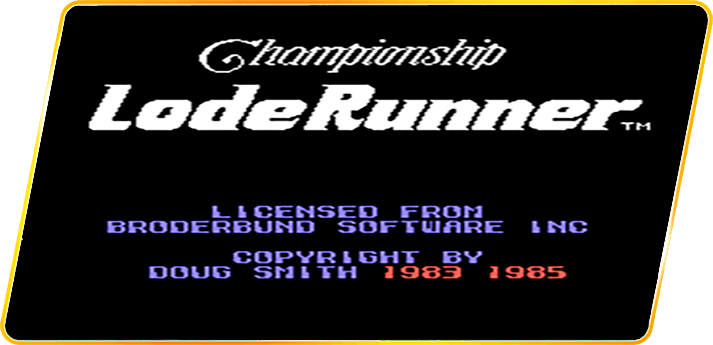 Championship
LodeRunner™
LICENSED FROM
BRODERBUND SOFTWARE INC
COPYRIGHT BY
DOUG SMITH 1983 1985